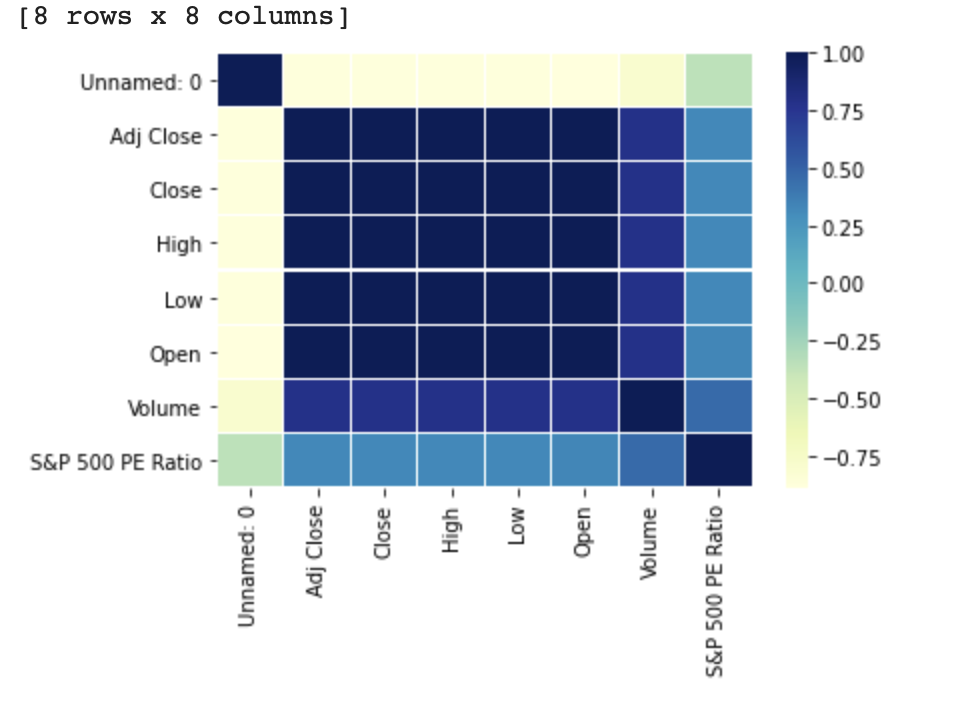 [8 rows x 8 columns]
Unnamed: 0
Adj Close
Close
High
Low
Open
Volume
S&P 500 PE Ratio
Unnamed: 0
Adj Close
Close
High
Low
Open
Volume
S&P 500 PE Ratio
1.00
0.75
0.50
0.25
0.00
−0.25
−0.50
−0.75